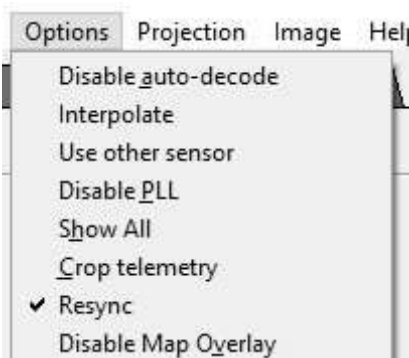 Options Projection Image Hel
Disable auto-decode
Interpolate
Use other sensor
Disable PLL
Show All
Crop telemetry
✔ Resync
Disable Map Overlay